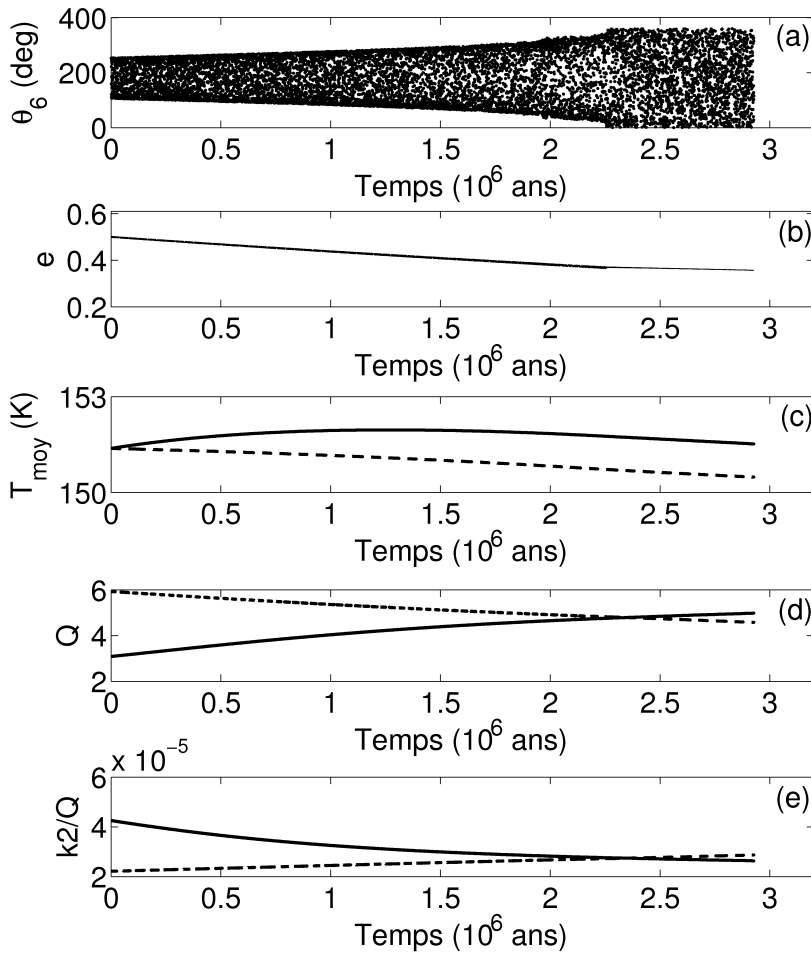 400
200
0
θ6 (deg)
(a)
0 0.5 1 1.5 2 2.5 3
Temps (10^6 ans)
0.6
0.4
0.2
e
(b)
0 0.5 1 1.5 2 2.5 3
Temps (10^6 ans)
153
150
Tmoy (K)
(c)
0 0.5 1 1.5 2 2.5 3
Temps (10^6 ans)
6
4
2
Q
(d)
0 0.5 1 1.5 2 2.5 3
Temps (10^6 ans)
x 10^−5
6
4
2
k2/Q
(e)
0 0.5 1 1.5 2 2.5 3
Temps (10^6 ans)